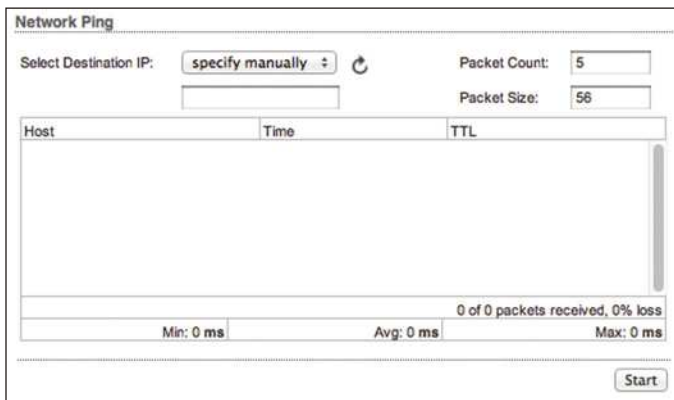 Network Ping
Select Destination IP: specify manually Packet Count: 5
Packet Size: 56
Host Time TTL
0 of 0 packets received, 0% loss
Min: 0 ms Avg: 0 ms Max: 0 ms
Start